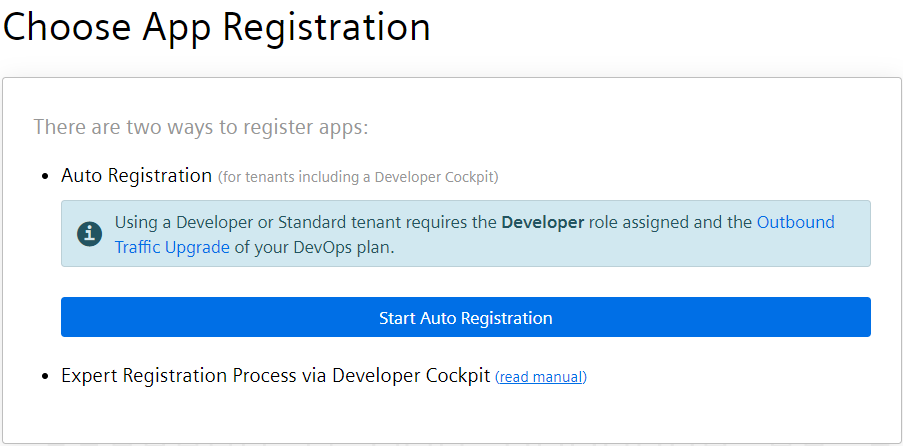 Choose App Registration
There are two ways to register apps:
Auto Registration (for tenants including a Developer Cockpit)
Using a Developer or Standard tenant requires the Developer role assigned and the Outbound
Traffic Upgrade of your DevOps plan.
Start Auto Registration
Expert Registration Process via Developer Cockpit (read manual)